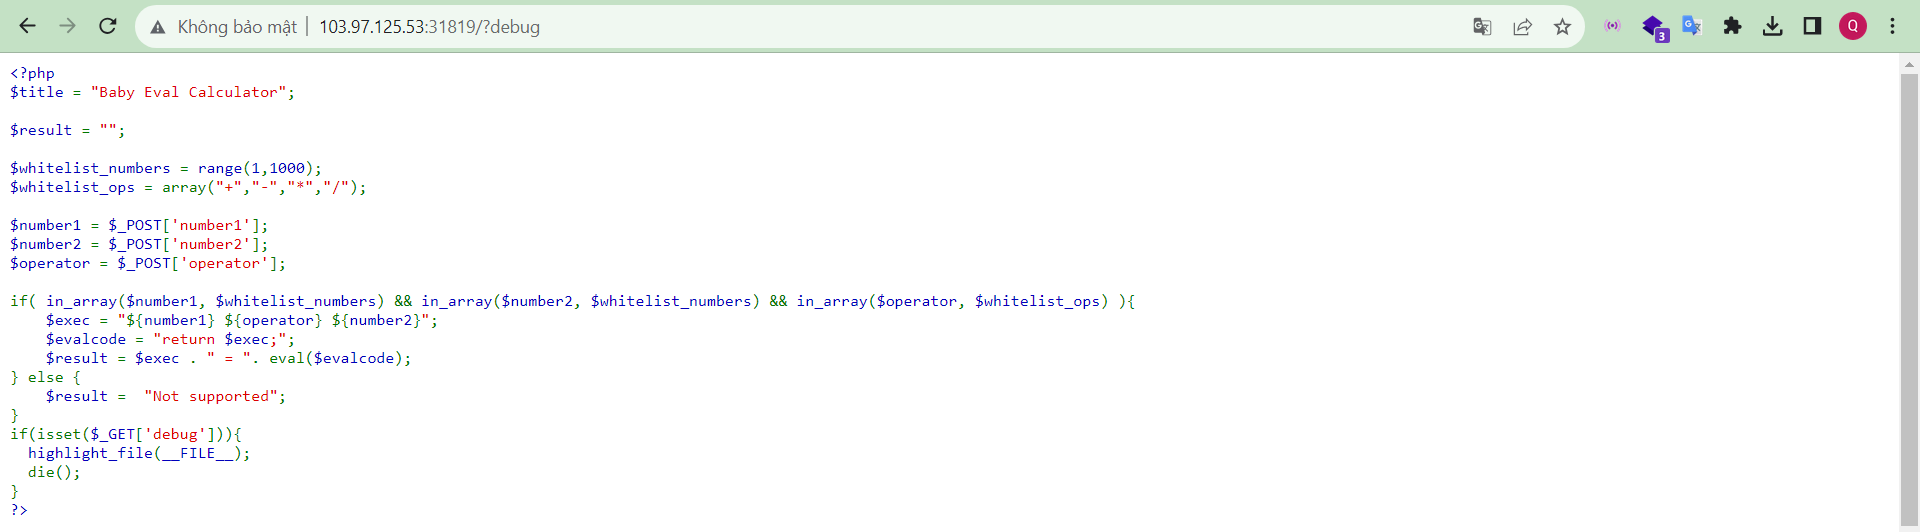 Không bảo mật | 103.97.125.53:31819/?debug
3
Q
<?php
$title = "Baby Eval Calculator";
$result = "";
$whitelist_numbers = range(1,1000);
$whitelist_ops = array("+","-","*","/");
$number1 = $_POST['number1'];
$number2 = $_POST['number2'];
$operator = $_POST['operator'];
if( in_array($number1, $whitelist_numbers) && in_array($number2, $whitelist_numbers) && in_array($operator, $whitelist_ops) ){
    $exec = "${number1} ${operator} ${number2}";
    $evalcode = "return $exec;";
    $result = $exec . " = ". eval($evalcode);
} else {
    $result =  "Not supported";
}
if(isset($_GET['debug'])){
  highlight_file(__FILE__);
  die();
}
?>